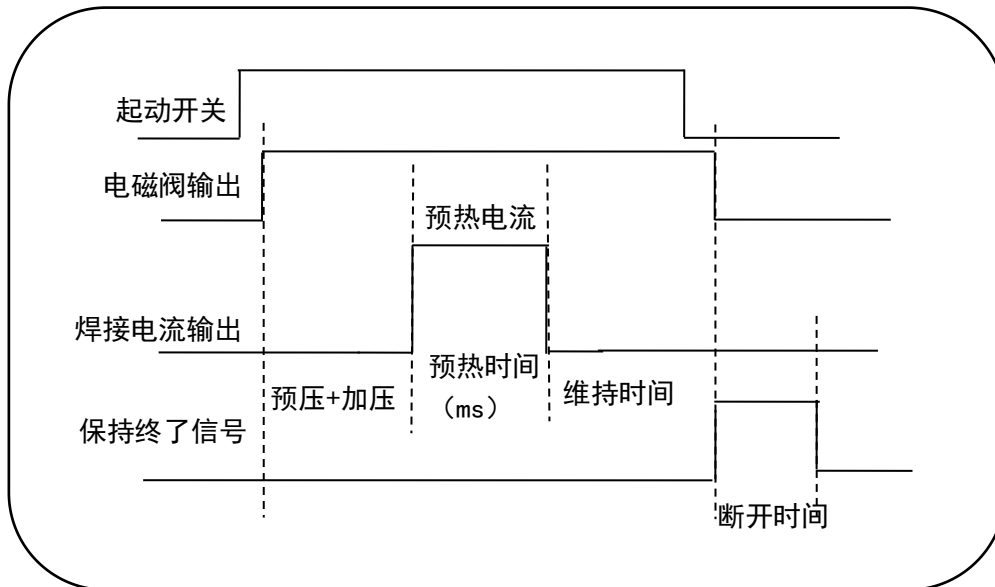 起动开关
电磁阀输出
预热电流
焊接电流输出
预热时间
（ms）
预压+加压
维持时间
保持终了信号
断开时间